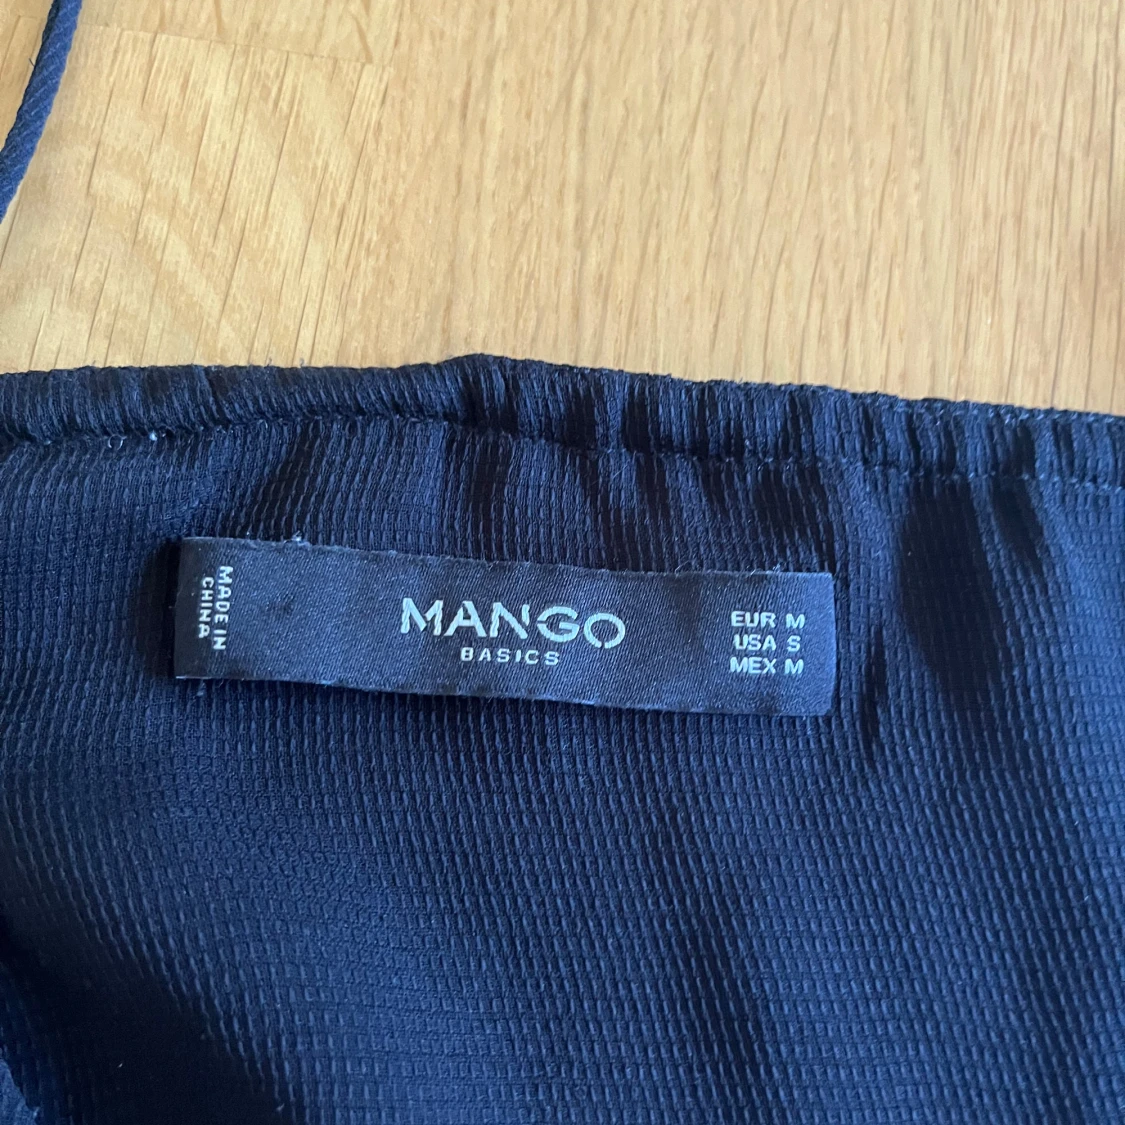 MADE IN
CHINA
MANGO
BASICS
EUR M
USA S
MEX M